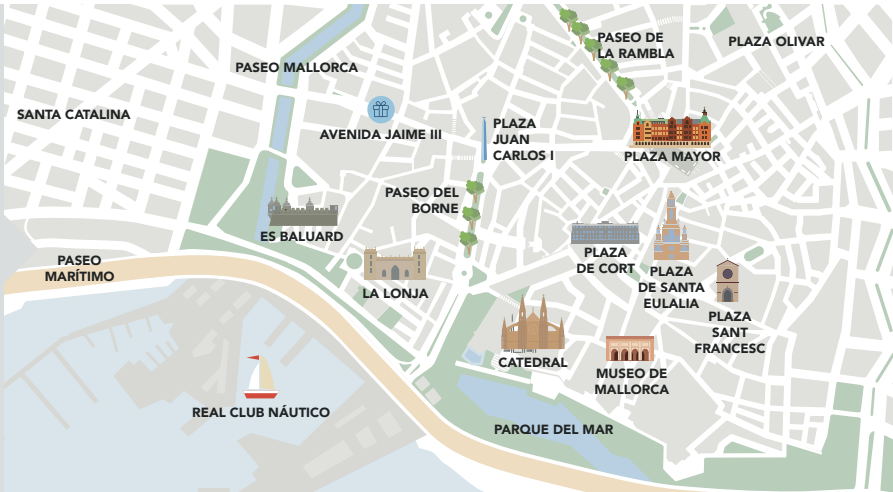 PASEO DE
LA RAMBLA
PLAZA OLIVAR
PASEO MALLORCA
SANTA CATALINA
AVENIDA JAIME III
PLAZA
JUAN
CARLOS I
PLAZA MAYOR
PASEO DEL
BORNE
ES BALUARD
PLAZA
DE CORT
PLAZA
DE SANTA
EULALIA
PASEO
MARÍTIMO
LA LONJA
PLAZA
SANT
FRANCESC
CATEDRAL
MUSEO DE
MALLORCA
REAL CLUB NÁUTICO
PARQUE DEL MAR